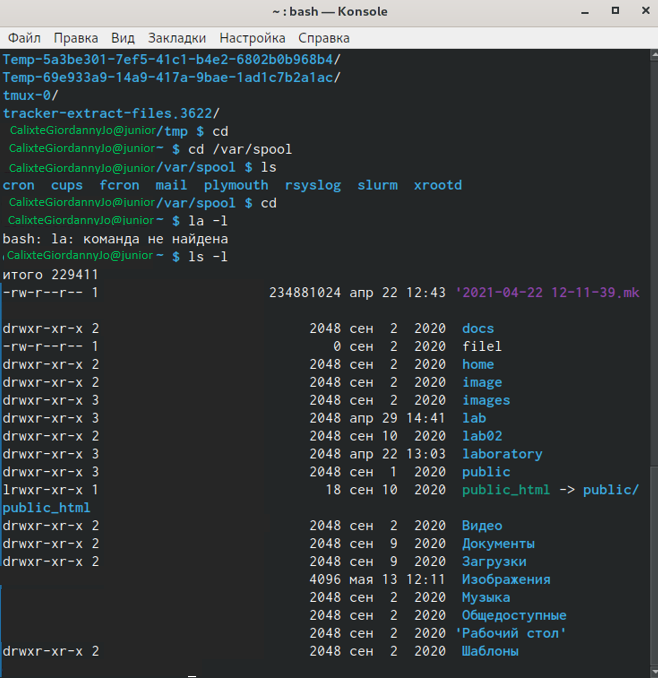 ~ : bash — Konsole
Файл Правка Вид Закладки Настройка Справка
Temp-5a3be301-7ef5-41c1-b4e2-6802b0b968b4/
Temp-69e933a9-14a9-417a-9bae-1ad1c7b2a1ac/
tmux-0/
tracker-extract-files.3622/
CalixteGiordannyJo@junior/tmp $ cd
CalixteGiordannyJo@junior~ $ cd /var/spool
CalixteGiordannyJo@junior/var/spool $ ls
cron cups fcron mail plymouth rsyslog slurm xrootd
CalixteGiordannyJo@junior/var/spool $ cd
CalixteGiordannyJo@junior~ $ la -l
bash: la: команда не найдена
CalixteGiordannyJo@junior~ $ ls -l
итого 229411
-rw-r--r-- 1 234881024 апр 22 12:43 '2021-04-22 12-11-39.mk
drwxr-xr-x 2 2048 сен 2 2020 docs
-rw-r--r-- 1 0 сен 2 2020 filel
drwxr-xr-x 2 2048 сен 2 2020 home
drwxr-xr-x 2 2048 сен 2 2020 image
drwxr-xr-x 3 2048 сен 2 2020 images
drwxr-xr-x 3 2048 апр 29 14:41 lab
drwxr-xr-x 2 2048 сен 10 2020 lab02
drwxr-xr-x 3 2048 апр 22 13:03 laboratory
drwxr-xr-x 3 2048 сен 1 2020 public
lrwxr-xr-x 1 18 сен 10 2020 public_html -> public/
public_html
drwxr-xr-x 2 2048 сен 2 2020 Видео
drwxr-xr-x 2 2048 сен 9 2020 Документы
drwxr-xr-x 2 2048 сен 9 2020 Загрузки
4096 мая 13 12:11 Изображения
2048 сен 2 2020 Музыка
2048 сен 2 2020 Общедоступные
2048 сен 2 2020 'Рабочий стол'
drwxr-xr-x 2 2048 сен 2 2020 Шаблоны